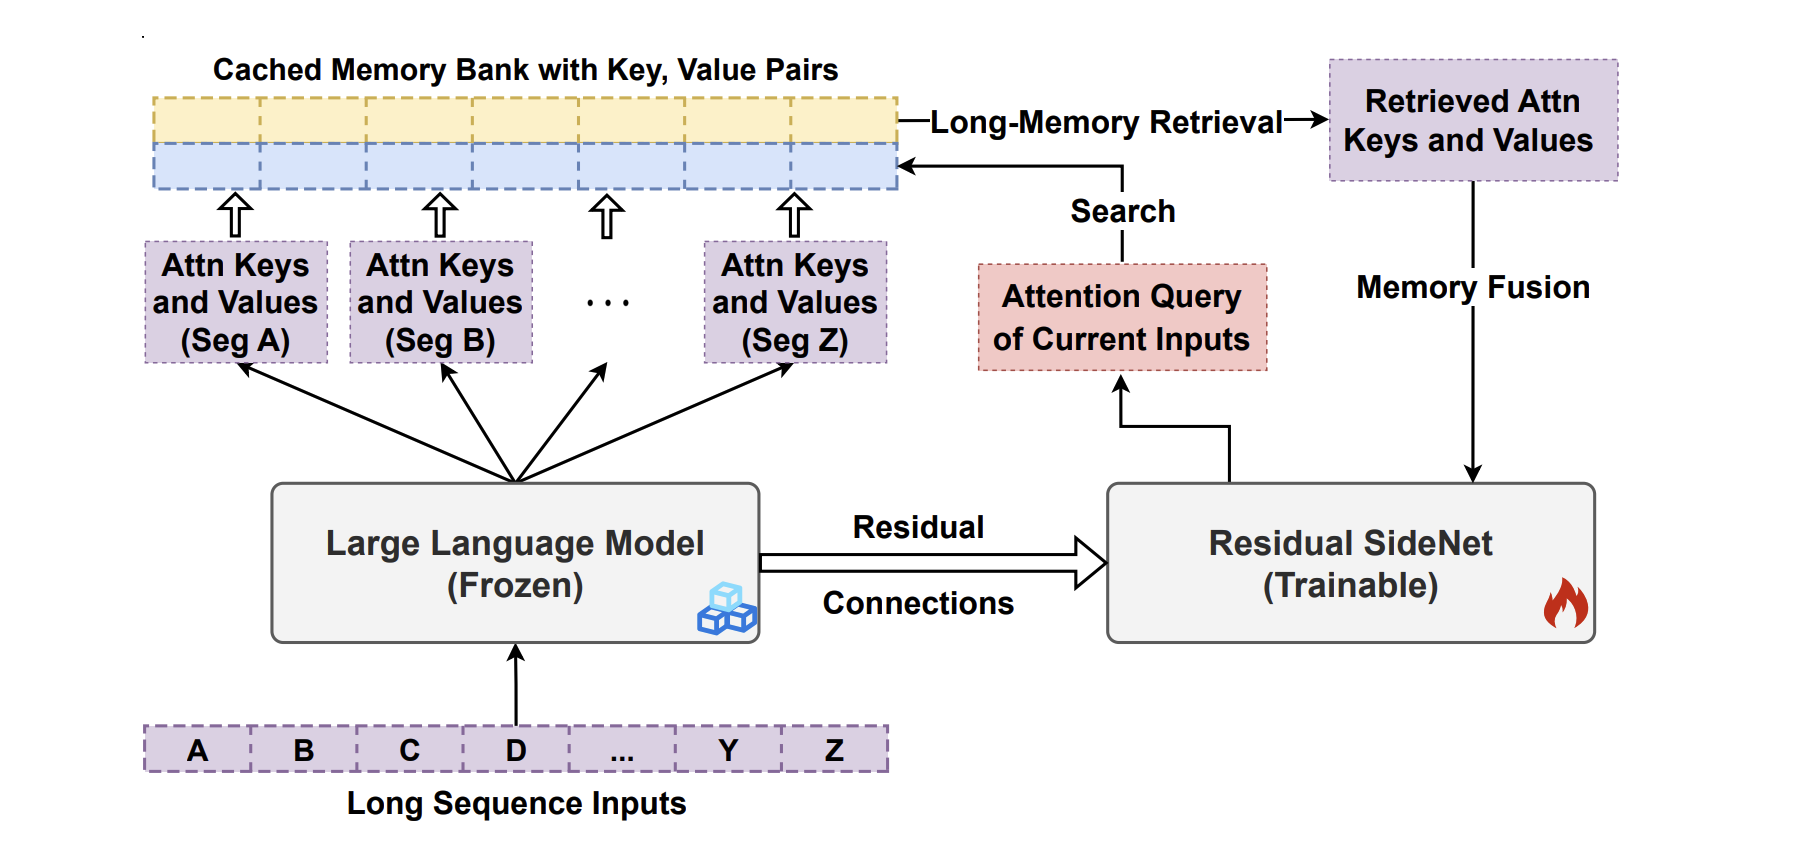 Cached Memory Bank with Key, Value Pairs
Long-Memory Retrieval
Retrieved Attn
Keys and Values
Search
Attn Keys
and Values
(Seg A)
Attn Keys
and Values
(Seg B)
...
Attn Keys
and Values
(Seg Z)
Attention Query
of Current Inputs
Memory Fusion
Large Language Model
(Frozen)
Residual
Connections
Residual SideNet
(Trainable)
A B C D ... Y Z
Long Sequence Inputs